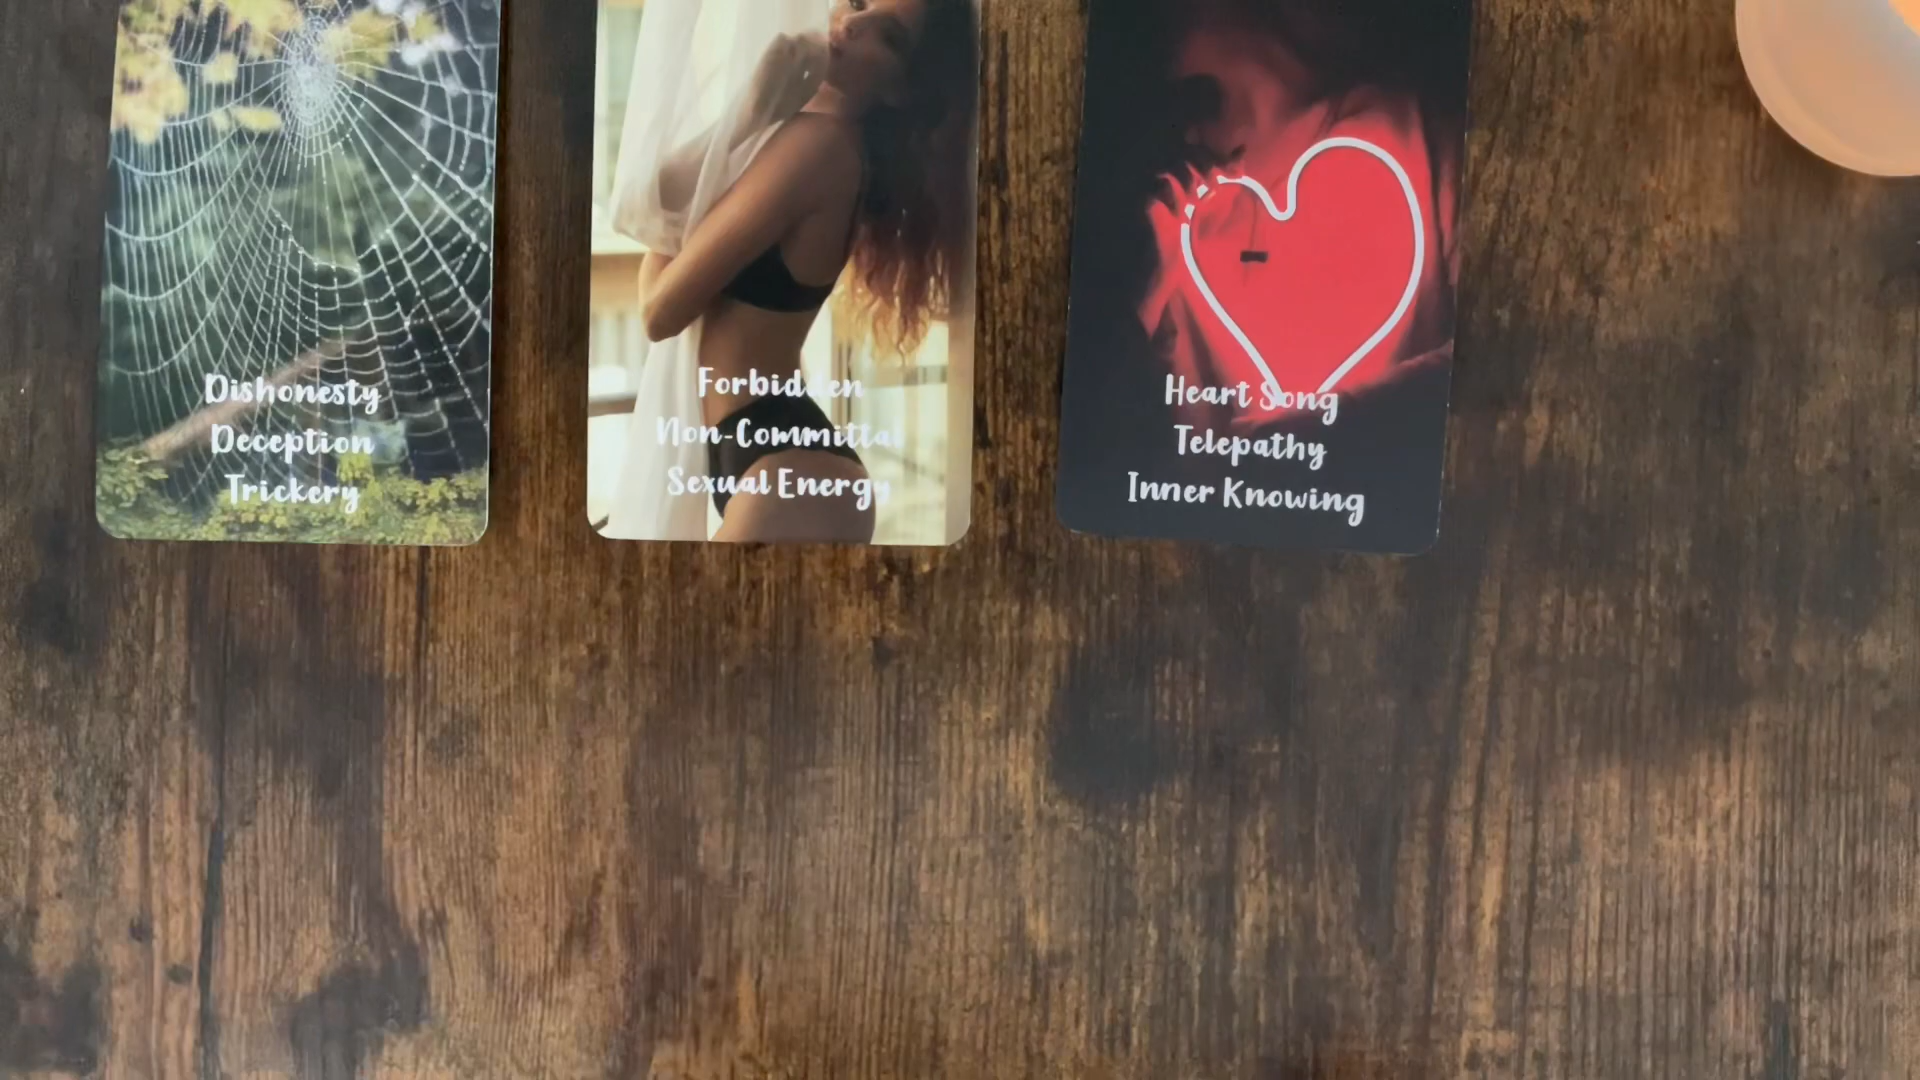 Dishonesty
Deception
Trickery
Forbidden
Non-Committal
Sexual Energy
Heart Song
Telepathy
Inner Knowing